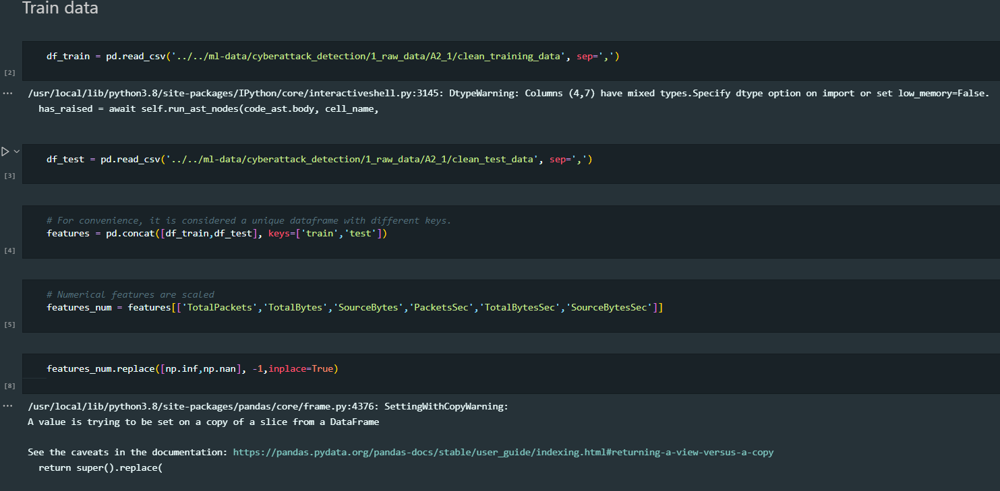 Train data
df_train = pd.read_csv('../../ml-data/cyberattack_detection/1_raw_data/A2_1/clean_training_data', sep=',')
[2]
... /usr/local/lib/python3.8/site-packages/IPython/core/interactiveshell.py:3145: DtypeWarning: Columns (4,7) have mixed types.Specify dtype option on import or set low_memory=False.
has_raised = await self.run_ast_nodes(code_ast.body, cell_name,
df_test = pd.read_csv('../../ml-data/cyberattack_detection/1_raw_data/A2_1/clean_test_data', sep=',')
[3]
# For convenience, it is considered a unique dataframe with different keys.
features = pd.concat([df_train,df_test], keys=['train','test'])
[4]
# Numerical features are scaled
features_num = features[['TotalPackets','TotalBytes','SourceBytes','PacketsSec','TotalBytesSec','SourceBytesSec']]
[5]
features_num.replace([np.inf,np.nan], -1,inplace=True)
[8]
... /usr/local/lib/python3.8/site-packages/pandas/core/frame.py:4376: SettingWithCopyWarning:
A value is trying to be set on a copy of a slice from a DataFrame
See the caveats in the documentation: https://pandas.pydata.org/pandas-docs/stable/user_guide/indexing.html#returning-a-view-versus-a-copy
return super().replace(